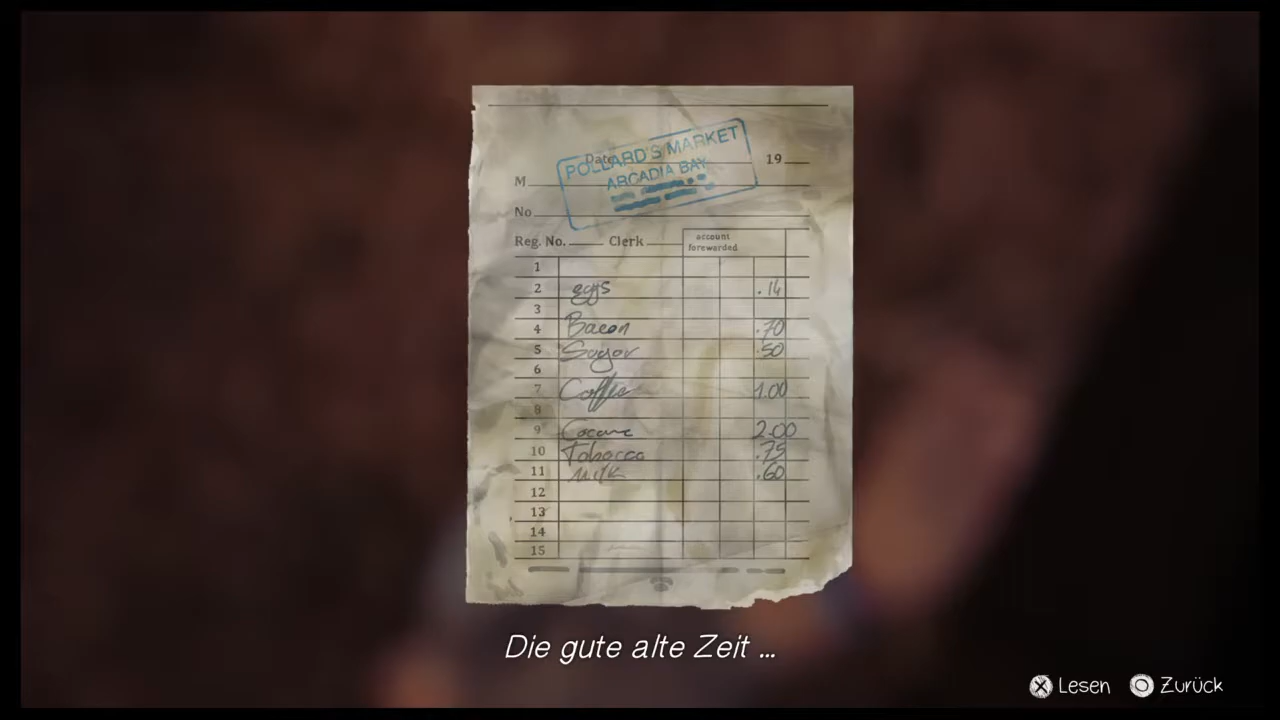 Date
19
POLLARD'S MARKET
ARCADIA BAY
M
No
Reg. No. Clerk
account
forewarded
1
2 eggs .14
3
4 Bacon .70
5 Sugar .50
6
7 Coffee 1.00
8
9 2.00
10 Tobacco .75
11 Milk .60
12
13
14
15
Die gute alte Zeit ...
Lesen Zurück